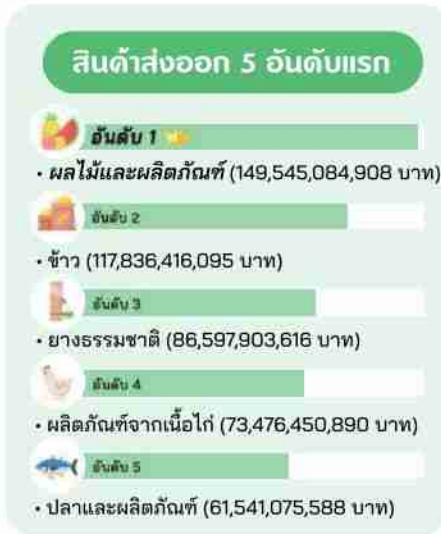 สินค้าส่งออก 5 อันดับแรก
อันดับ 1
• ผลไม้และผลิตภัณฑ์ (149,545,084,908 บาท)
อันดับ 2
• ข้าว (117,836,416,095 บาท)
อันดับ 3
• ยางธรรมชาติ (86,597,903,616 บาท)
อันดับ 4
• ผลิตภัณฑ์จากเนื้อไก่ (73,476,450,890 บาท)
อันดับ 5
• ปลาและผลิตภัณฑ์ (61,541,075,588 บาท)